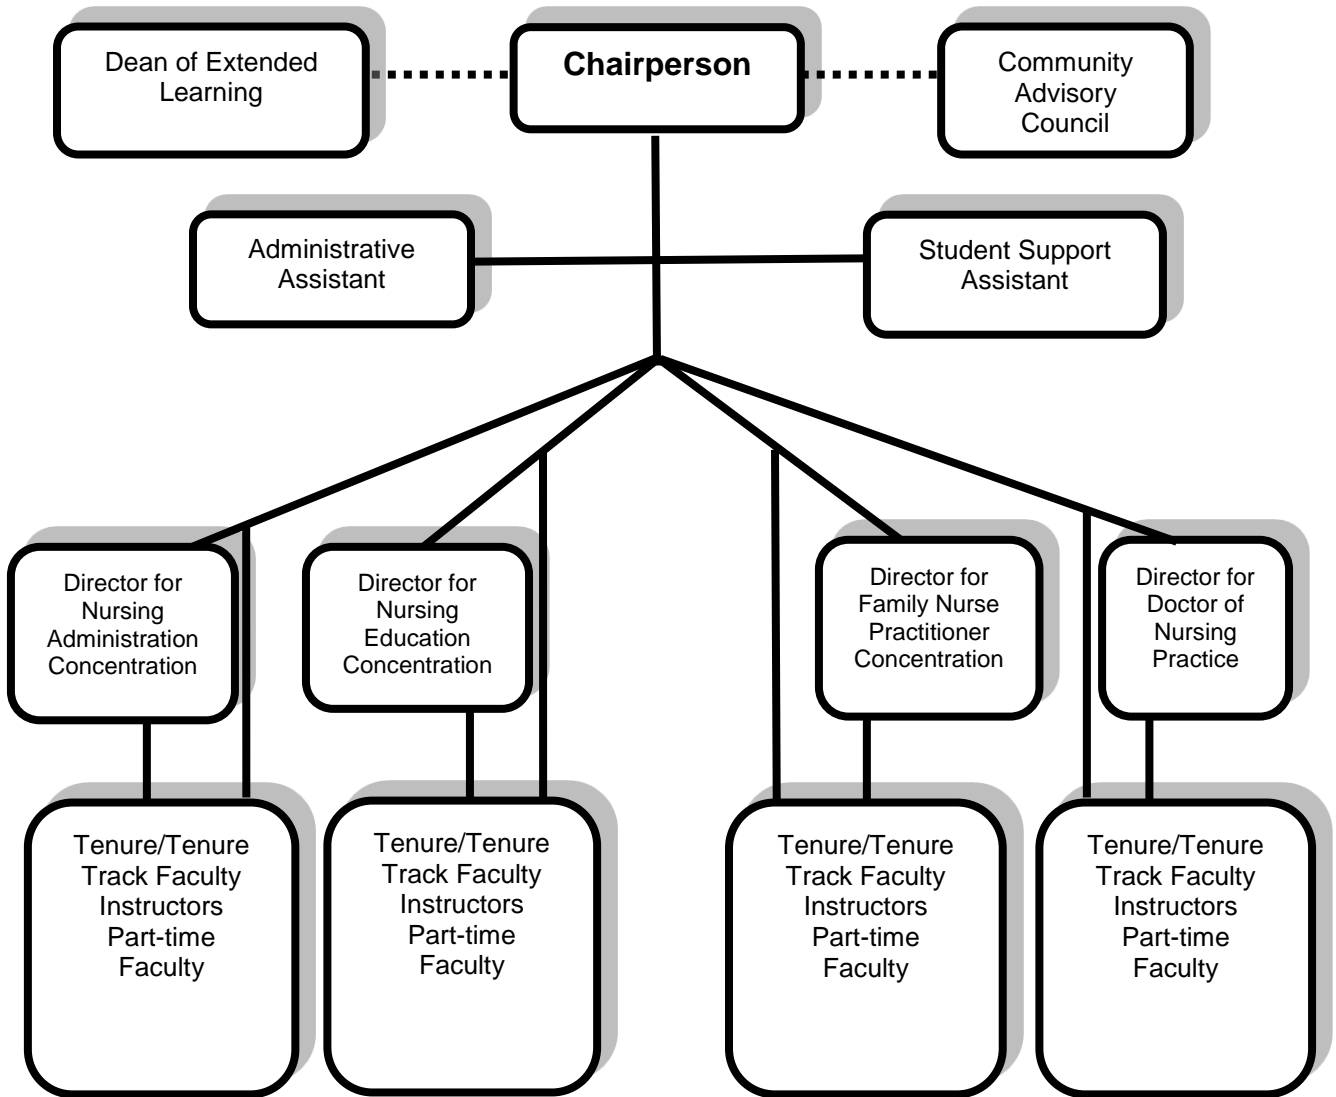 Dean of Extended
Learning
Chairperson
Community
Advisory
Council
Administrative
Assistant
Student Support
Assistant
Director for
Nursing
Administration
Concentration
Director for
Nursing
Education
Concentration
Director for
Family Nurse
Practitioner
Concentration
Director for
Doctor of
Nursing
Practice
Tenure/Tenure
Track Faculty
Instructors
Part-time
Faculty
Tenure/Tenure
Track Faculty
Instructors
Part-time
Faculty
Tenure/Tenure
Track Faculty
Instructors
Part-time
Faculty
Tenure/Tenure
Track Faculty
Instructors
Part-time
Faculty